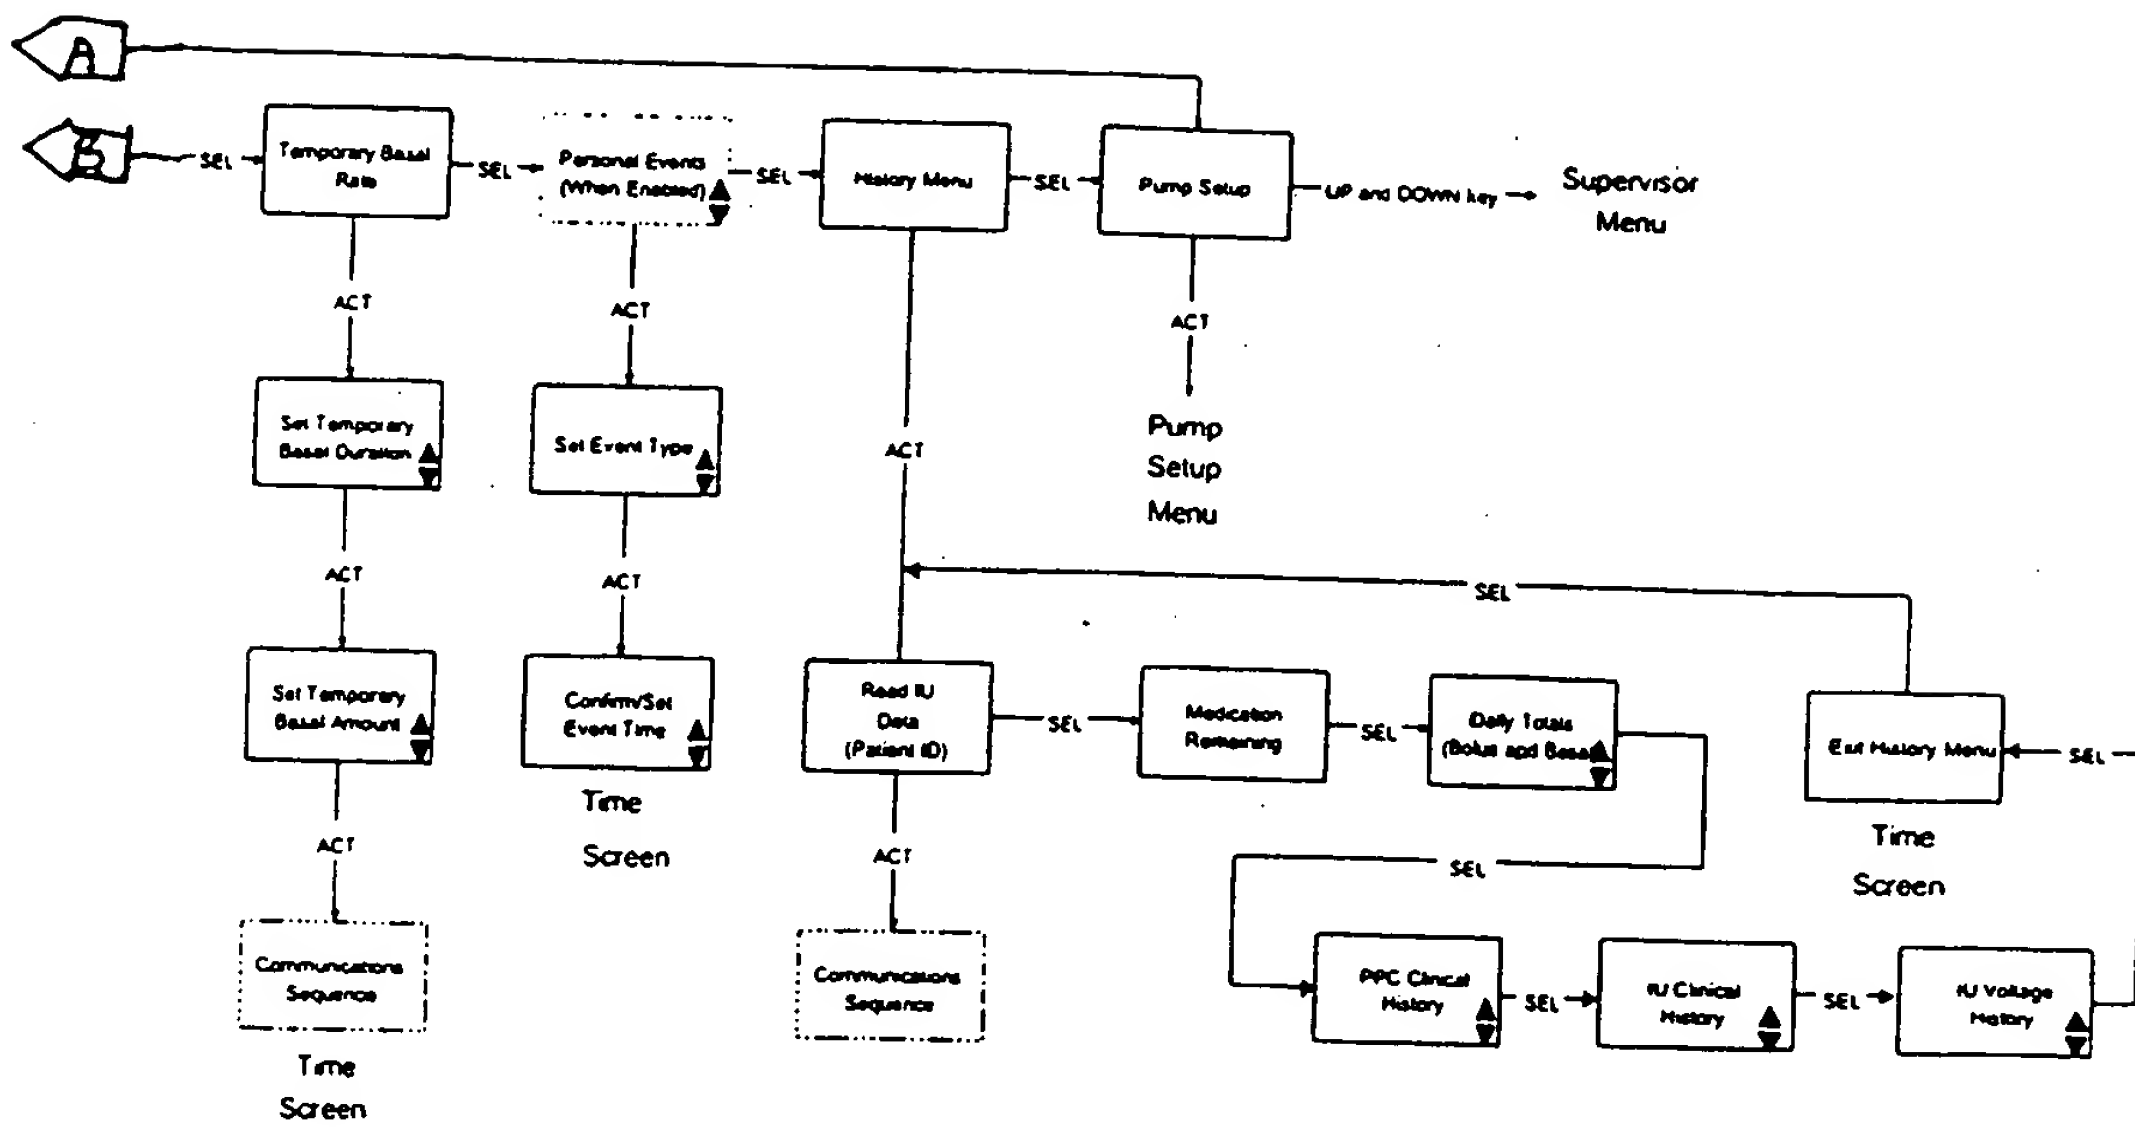 A
B
SEL
Temporary Basal
Rate
SEL
Personal Events
(When Enabled)
SEL
History Menu
SEL
Pump Setup
UP and DOWN key
Supervisor
Menu
ACT
ACT
ACT
ACT
Set Temporary
Basal Duration
Set Event Type
Pump
Setup
Menu
ACT
ACT
SEL
Set Temporary
Basal Amount
Confirm/Set
Event Time
Time
Screen
Read IU
Data
(Patient ID)
SEL
Medication
Remaining
SEL
Daily Totals
(Bolus and Basal)
Exit History Menu
SEL
Time
Screen
ACT
ACT
SEL
Communications
Sequence
Time
Screen
Communications
Sequence
PPC Clinical
History
SEL
IU Clinical
History
SEL
IU Voltage
History